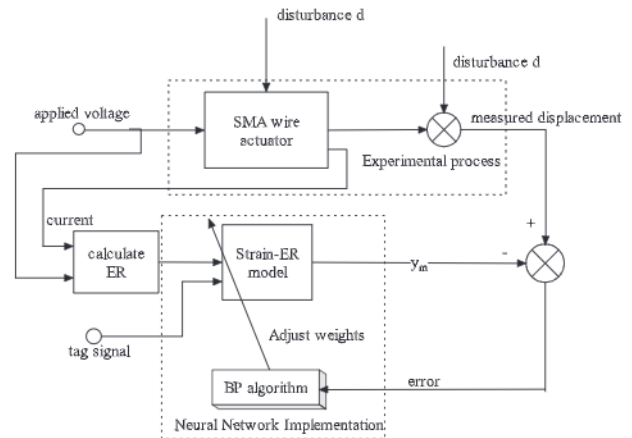 disturbance d
disturbance d
applied voltage
SMA wire
actuator
measured displacement
Experimental process
current
calculate
ER
Strain-ER
model
+
-
ym
tag signal
Adjust weights
BP algorithm
error
Neural Network Implementation